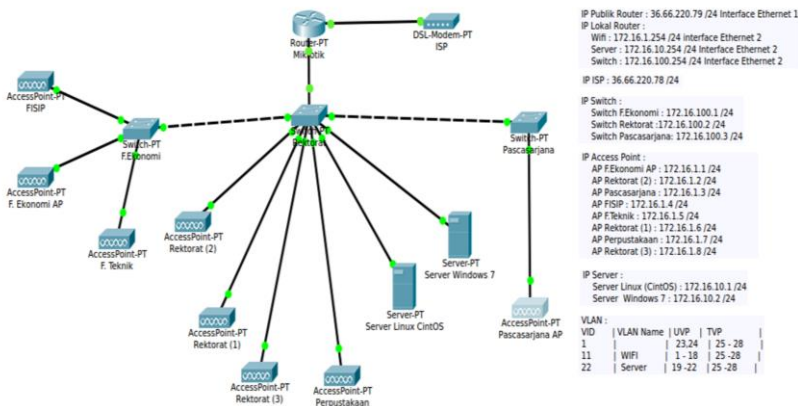 Router-PT
Mikrotik
DSL-Modem-PT
ISP
AccessPoint-PT
FISIP
Switch-PT
F.Ekonomi
Switch-PT
Rektorat
Switch-PT
Pascasarjana
AccessPoint-PT
F. Ekonomi AP
AccessPoint-PT
F. Teknik
AccessPoint-PT
Rektorat (2)
Server-PT
Server Windows 7
Server-PT
Server Linux CintOS
AccessPoint-PT
Rektorat (1)
AccessPoint-PT
Pascasarjana AP
AccessPoint-PT
Rektorat (3)
AccessPoint-PT
Perpustakaan
IP Publik Router : 36.66.220.79 /24 Interface Ethernet 1
IP Lokal Router :
Wifi : 172.16.1.254 /24 interface Ethernet 2
Server : 172.16.10.254 /24 Interface Ethernet 2
Switch : 172.16.100.254 /24 Interface Ethernet 2
IP ISP : 36.66.220.78 /24
IP Switch :
Switch F.Ekonomi : 172.16.100.1 /24
Switch Rektorat :172.16.100.2 /24
Switch Pascasarjana: 172.16.100.3 /24
IP Access Point :
AP F.Ekonomi AP : 172.16.1.1 /24
AP Rektorat (2) : 172.16.1.2 /24
AP Pascasarjana : 172.16.1.3 /24
AP FISIP : 172.16.1.4 /24
AP F.Teknik : 172.16.1.5 /24
AP Rektorat (1) : 172.16.1.6 /24
AP Perpustakaan : 172.16.1.7 /24
AP Rektorat (3) : 172.16.1.8 /24
IP Server :
Server Linux (CintOS) : 172.16.10.1 /24
Server Windows 7 : 172.16.10.2 /24
VLAN :
VID | VLAN Name | UVP | TVP |
1 | | 23,24 | 25 - 28 |
11 | WIFI | 1 - 18 | 25 -28 |
22 | Server | 19 -22 | 25 -28 |